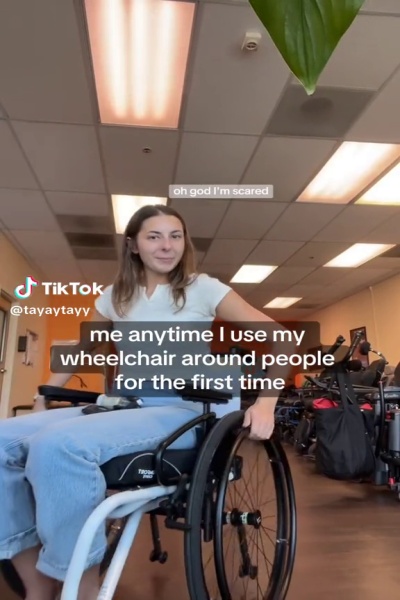 oh god I'm scared
TikTok
@tayaytayy
me anytime I use my
wheelchair around people
for the first time